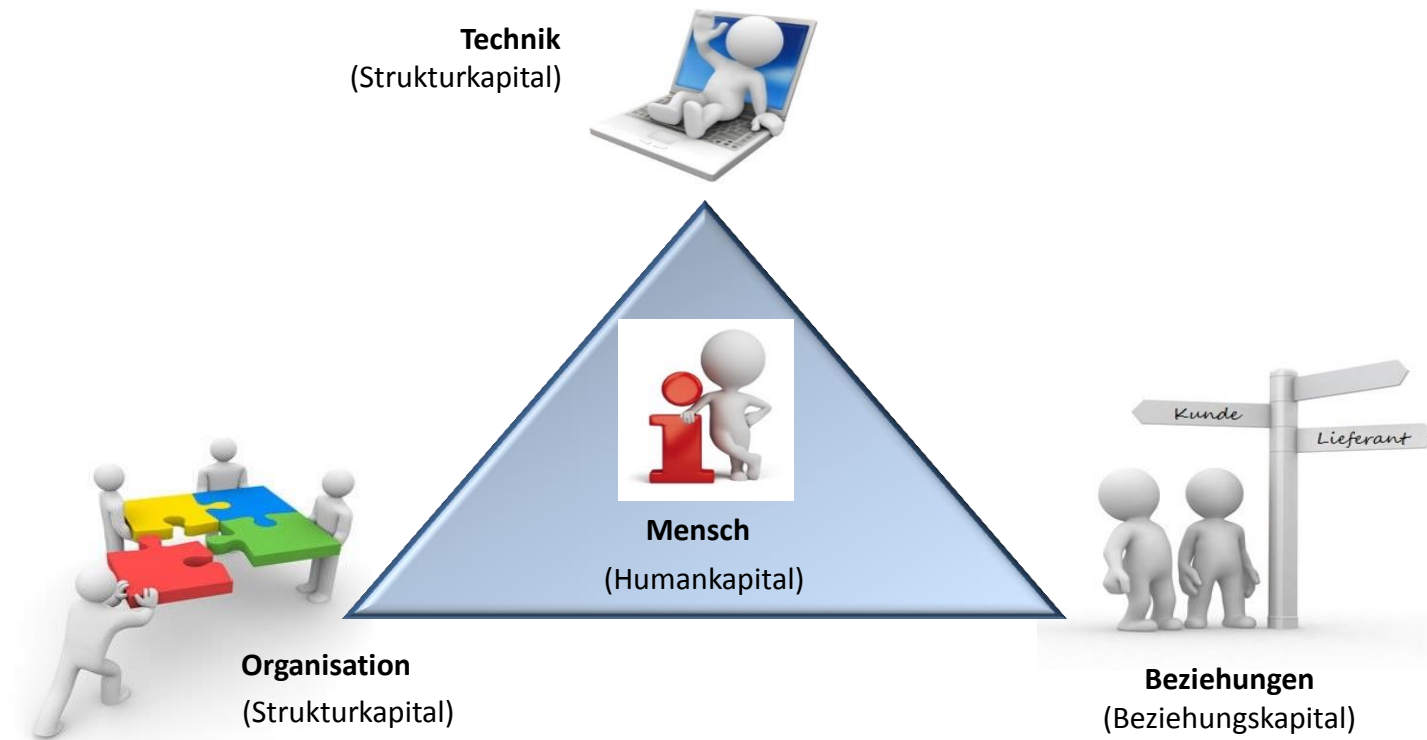 Technik
(Strukturkapital)
Kunde
Lieferant
Mensch
(Humankapital)
Organisation
(Strukturkapital)
Beziehungen
(Beziehungskapital)